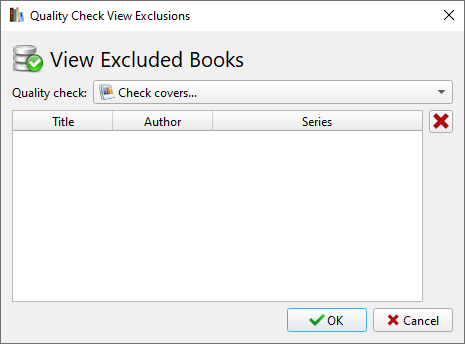 Quality Check View Exclusions
View Excluded Books
Quality check: Check covers...
Title Author Series
OK Cancel